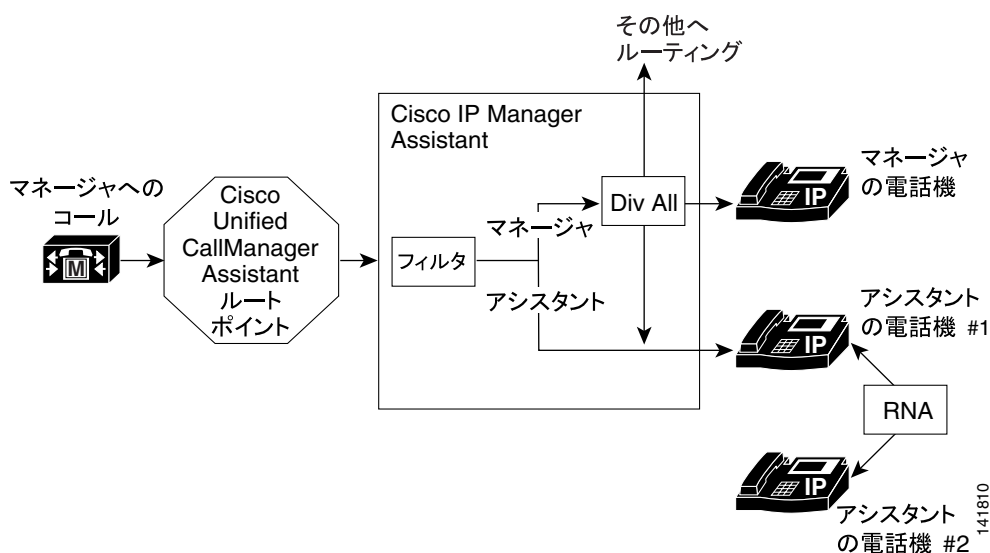 その他へ
ルーティング
Cisco IP Manager
Assistant
マネージャへの
コール
M
Cisco
Unified
CallManager
Assistant
ルート
ポイント
フィルタ
マネージャ
アシスタント
Div All
IP
マネージャ
の電話機
IP
アシスタント
の電話機 #1
RNA
IP
アシスタント
の電話機 #2
141810